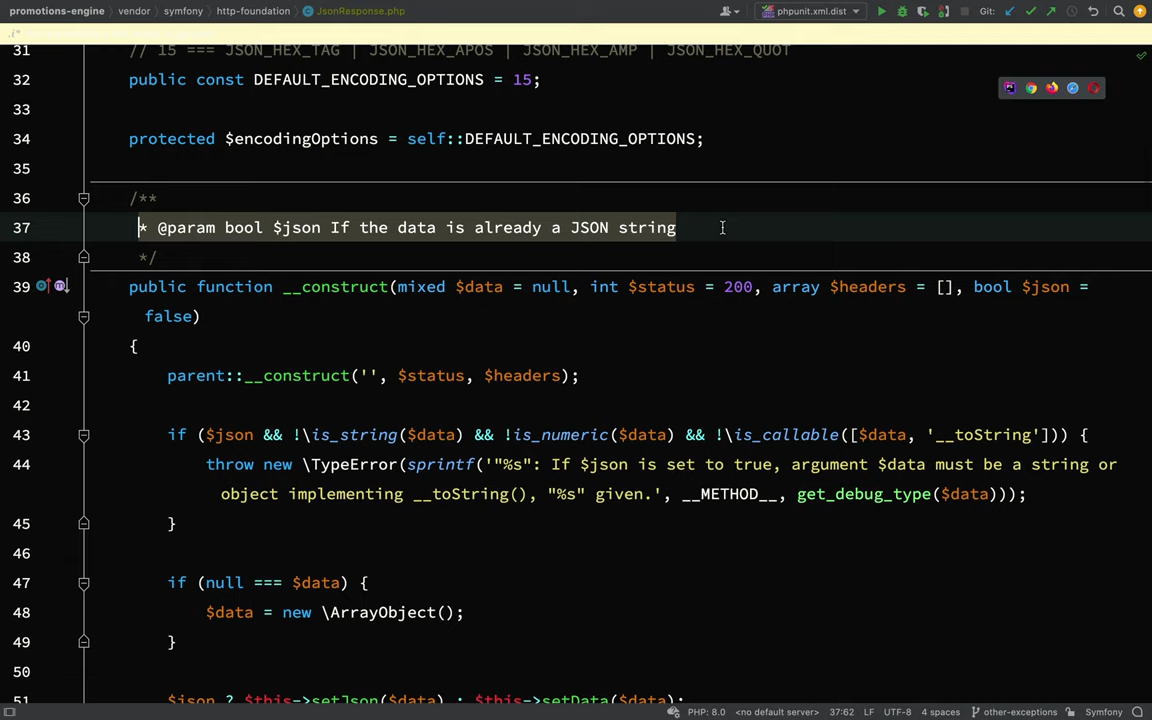 promotions-engine vendor symfony http-foundation JsonResponse.php phpunit.xml.dist Git:
31 // 15 === JSON_HEX_TAG | JSON_HEX_APOS | JSON_HEX_AMP | JSON_HEX_QUOT
32 public const DEFAULT_ENCODING_OPTIONS = 15;
33
34 protected $encodingOptions = self::DEFAULT_ENCODING_OPTIONS;
35
36 /**
37 * @param bool $json If the data is already a JSON string
38 */
39 public function __construct(mixed $data = null, int $status = 200, array $headers = [], bool $json =
false)
40 {
41 parent::__construct('', $status, $headers);
42
43 if ($json && !\is_string($data) && !is_numeric($data) && !\is_callable([$data, '__toString'])) {
44 throw new \TypeError(sprintf('"%s": If $json is set to true, argument $data must be a string or
object implementing __toString(), "%s" given.', __METHOD__, get_debug_type($data)));
45 }
46
47 if (null === $data) {
48 $data = new \ArrayObject();
49 }
50
51 $json ? $this->setJson($data) : $this->setData($data);
PHP: 8.0 <no default server> 37:62 LF UTF-8 4 spaces other-exceptions Symfony